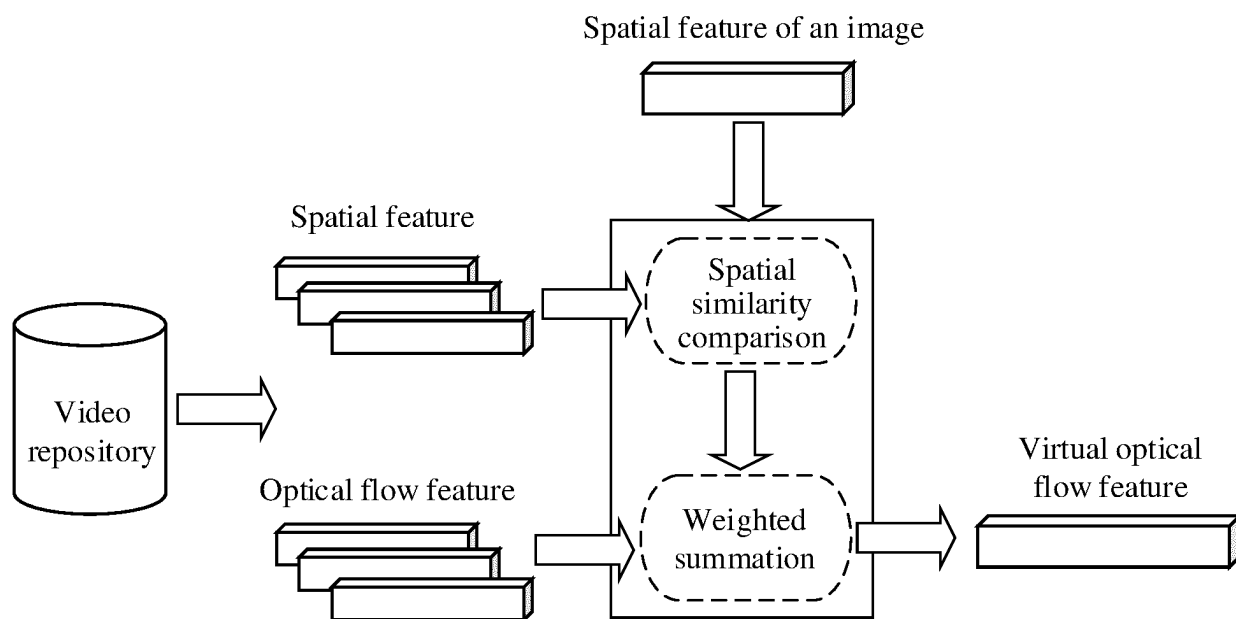 Spatial feature of an image
Spatial feature
Spatial
similarity
comparison
Video
repository
Optical flow feature
Weighted
summation
Virtual optical
flow feature